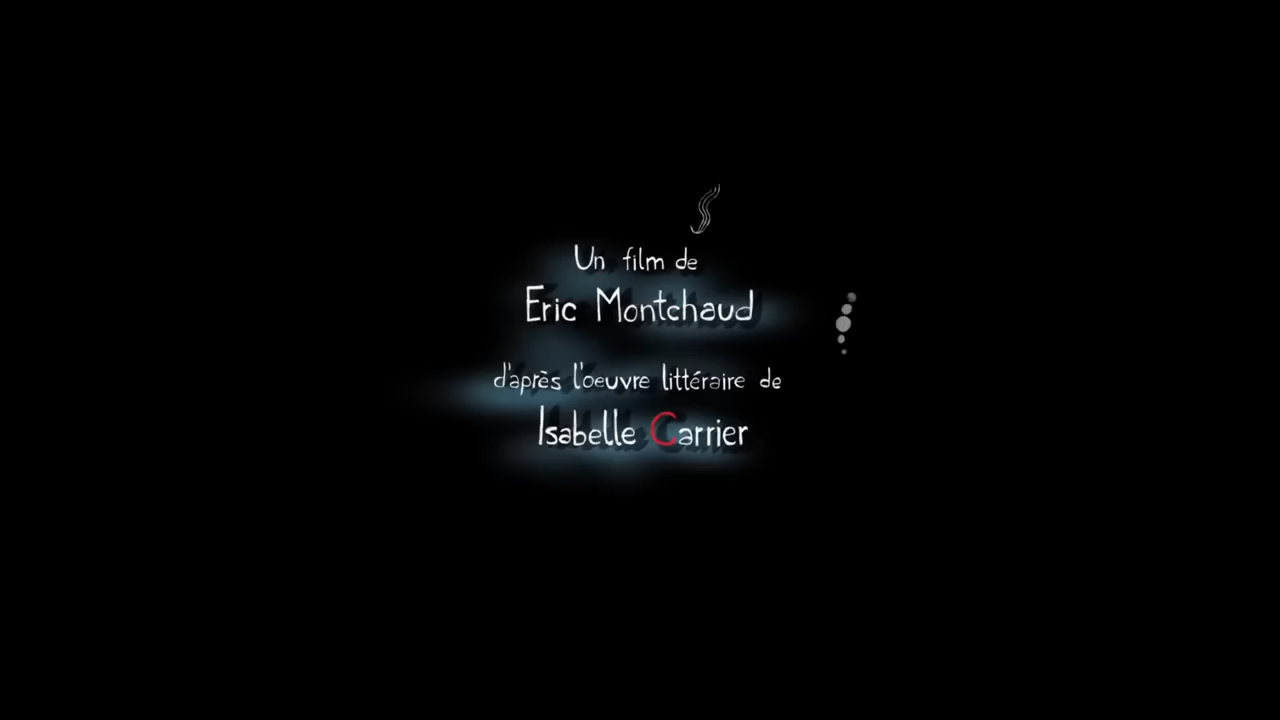 Un film de
Eric Montchaud
d'après l'oeuvre littéraire de
Isabelle Carrier